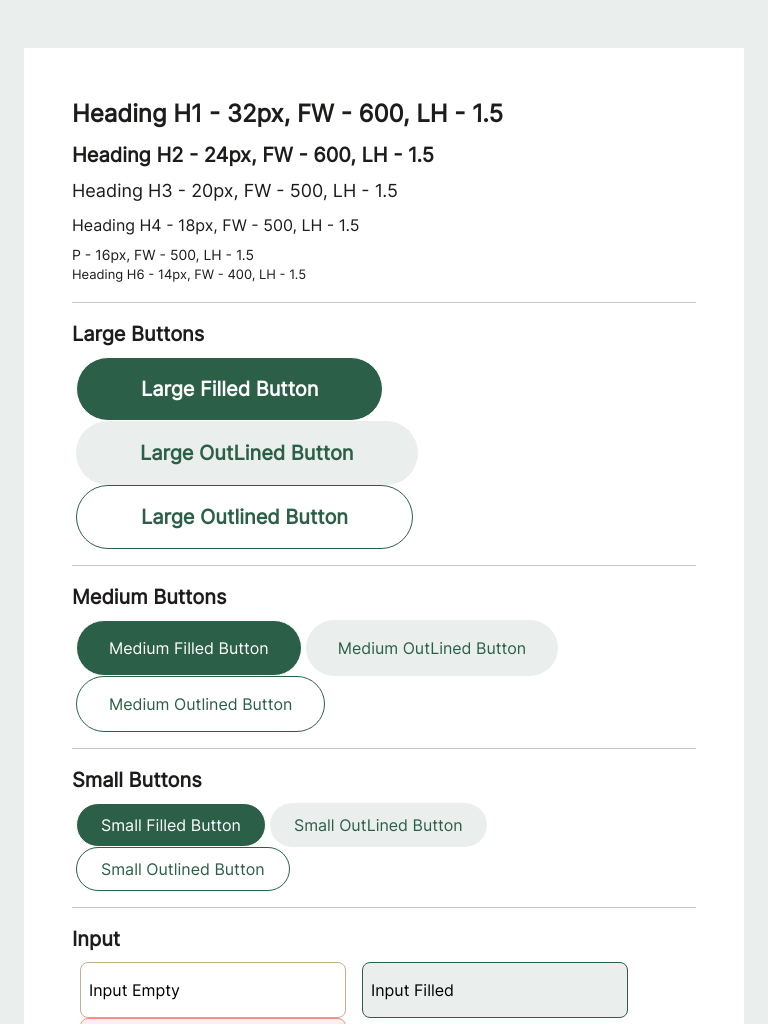 Heading H1 - 32px, FW - 600, LH - 1.5
Heading H2 - 24px, FW - 600, LH - 1.5
Heading H3 - 20px, FW - 500, LH - 1.5
Heading H4 - 18px, FW - 500, LH - 1.5
P - 16px, FW - 500, LH - 1.5
Heading H6 - 14px, FW - 400, LH - 1.5
Large Buttons
Large Filled Button
Large OutLined Button
Large Outlined Button
Medium Buttons
Medium Filled Button Medium OutLined Button
Medium Outlined Button
Small Buttons
Small Filled Button Small OutLined Button
Small Outlined Button
Input
Input Empty Input Filled